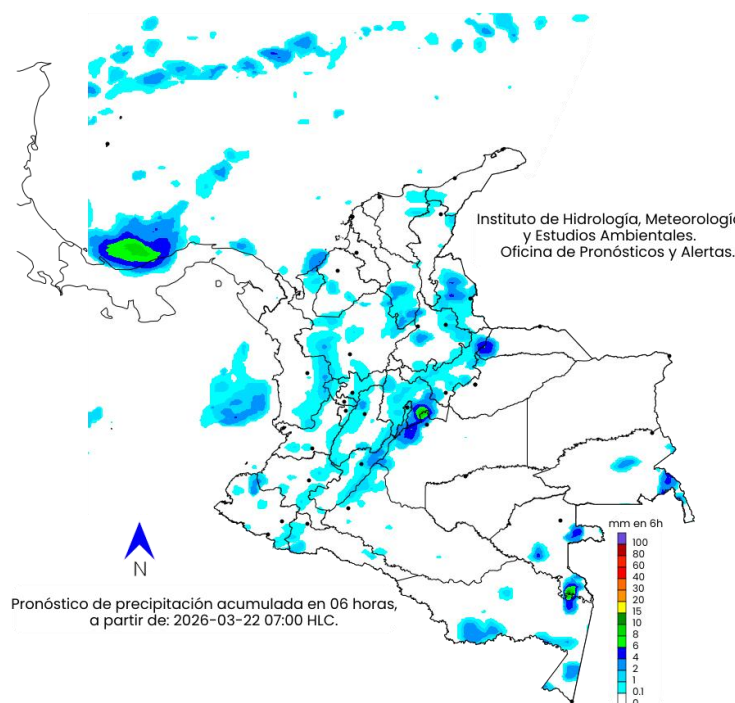 Instituto de Hidrología, Meteorología
y Estudios Ambientales.
Oficina de Pronósticos y Alertas.
N
Pronóstico de precipitación acumulada en 06 horas,
a partir de: 2026-03-22 07:00 HLC.
mm en 6h
100
80
60
40
30
20
15
10
8
6
4
2
1
0.1
0